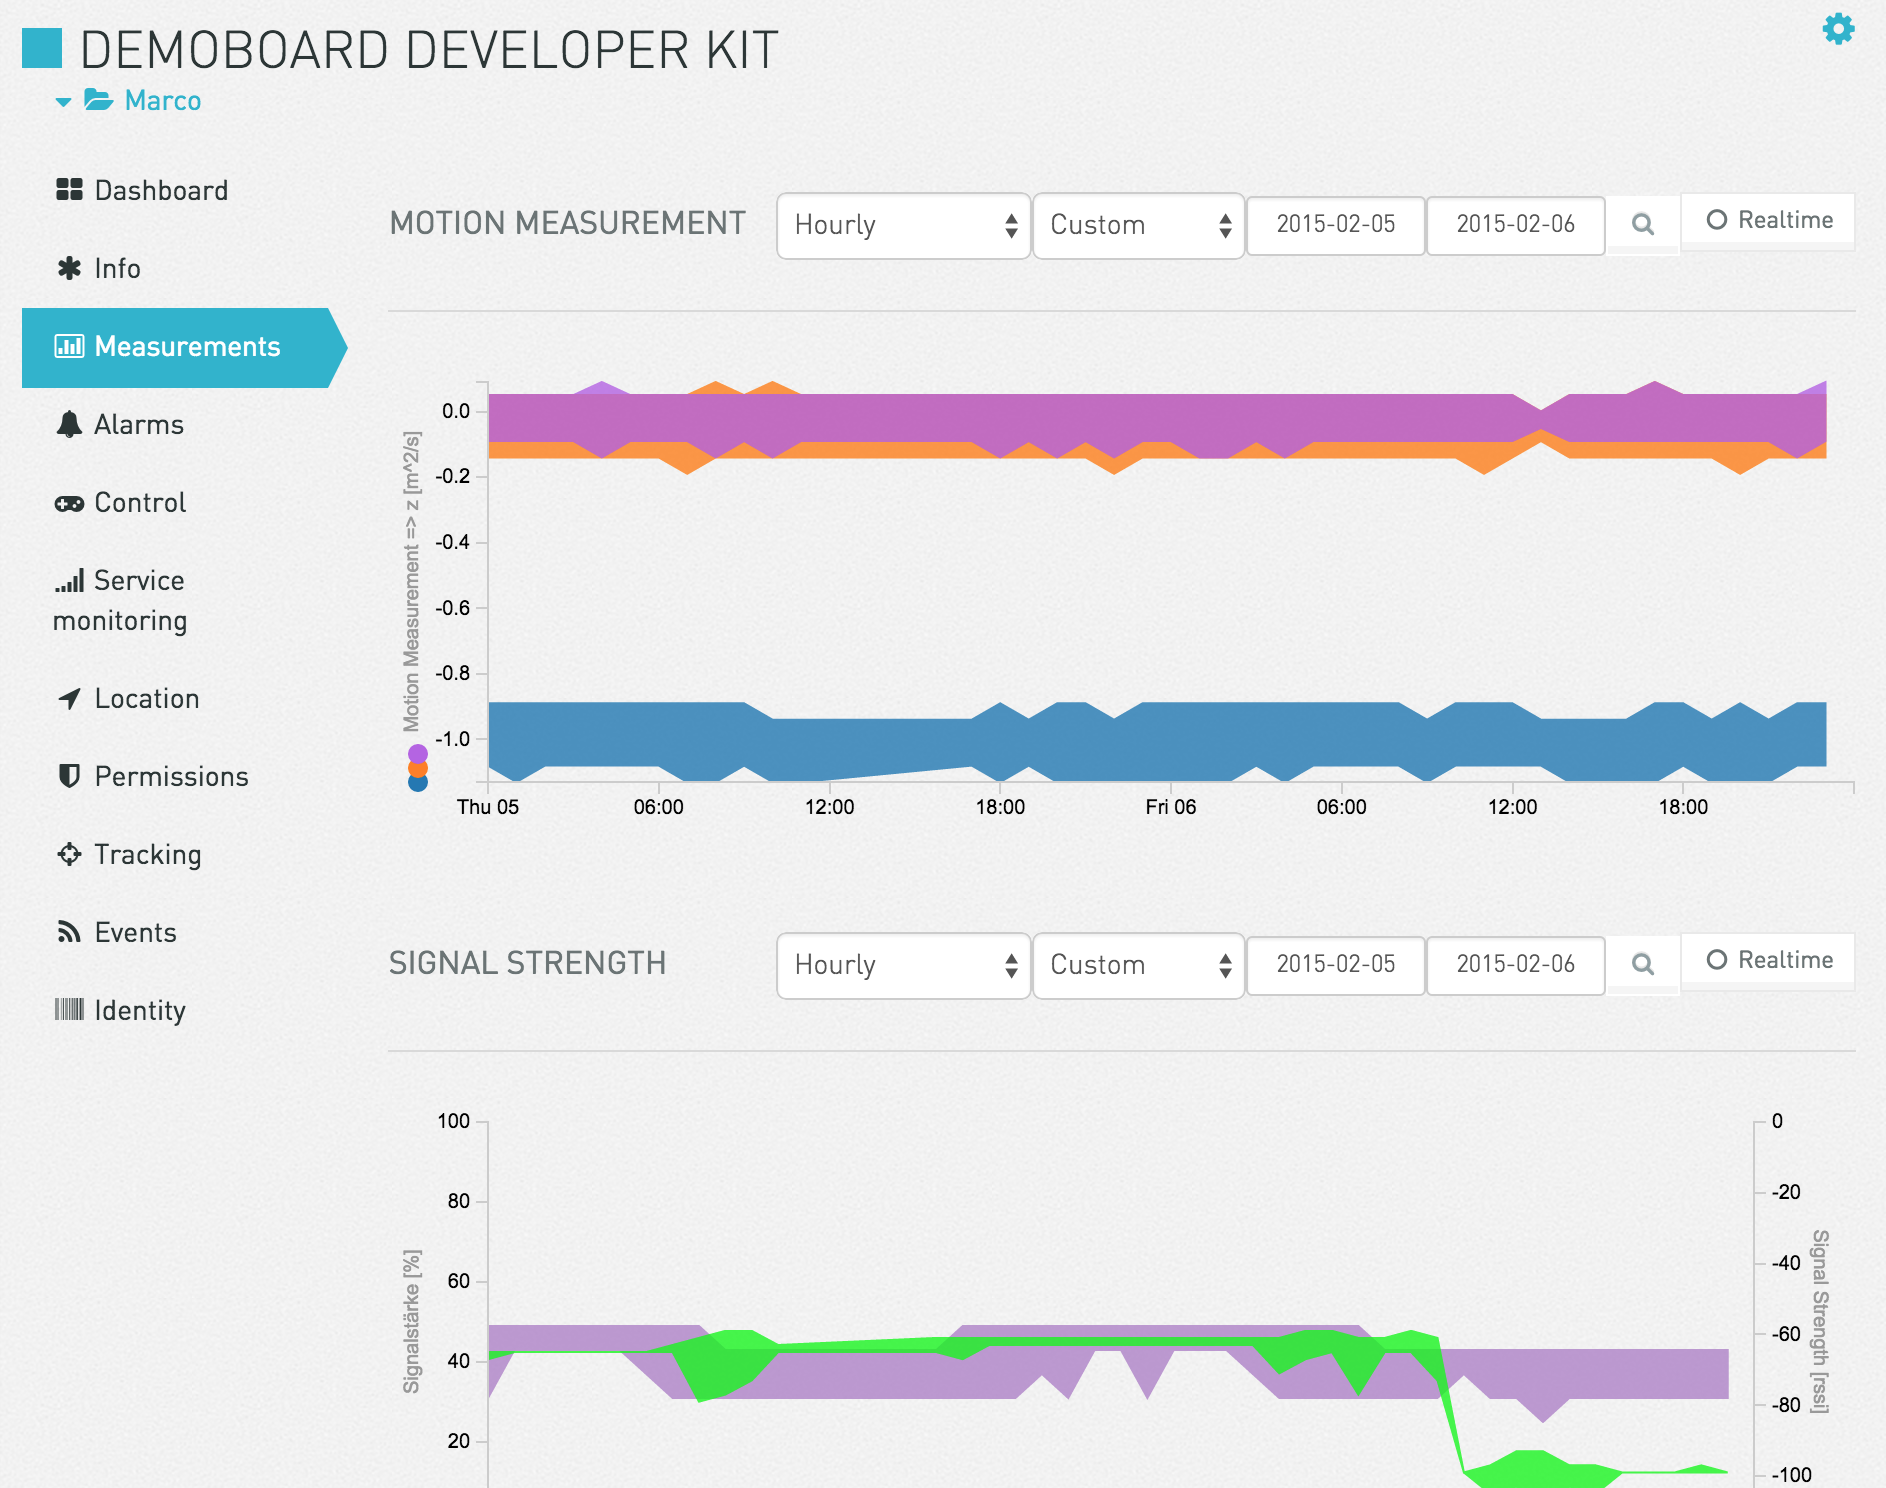 DEMOBOARD DEVELOPER KIT
Marco
Dashboard
Info
Measurements
Alarms
Control
Service
monitoring
Location
Permissions
Tracking
Events
Identity
MOTION MEASUREMENT
Hourly
Custom
2015-02-05
2015-02-06
Realtime
Motion Measurement => z [m^2/s]
0.0
-0.2
-0.4
-0.6
-0.8
-1.0
Thu 05
06:00
12:00
18:00
Fri 06
06:00
12:00
18:00
SIGNAL STRENGTH
Hourly
Custom
2015-02-05
2015-02-06
Realtime
Signalstärke [%]
100
80
60
40
20
0
-20
-40
-60
-80
-100
Signal Strength [rssi]